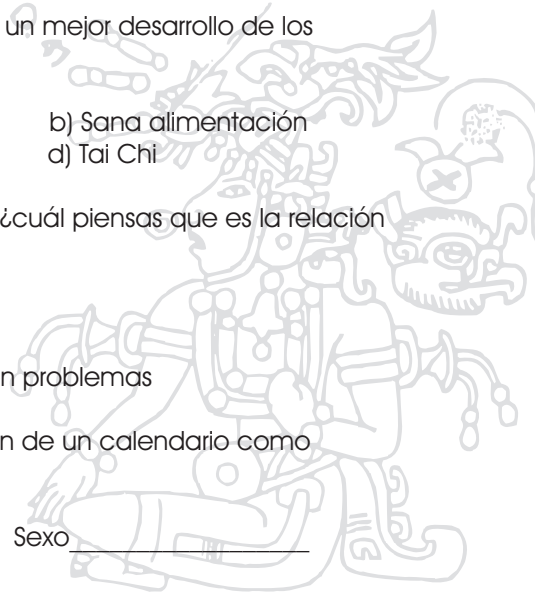 un mejor desarrollo de los
b) Sana alimentación
d) Tai Chi
¿cuál piensas que es la relación
n problemas
n de un calendario como
Sexo____________________